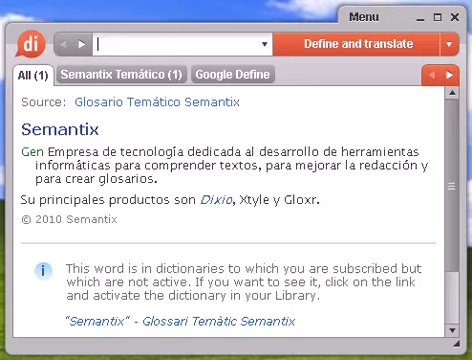 Menu
di
Define and translate
All (1)
Semantix Temático (1)
Google Define
Source: Glosario Temático Semantix
Semantix
Gen Empresa de tecnología dedicada al desarrollo de herramientas
informáticas para comprender textos, para mejorar la redacción y
para crear glosarios.
Su principales productos son Dixio, Xtyle y Gloxr.
© 2010 Semantix
i
This word is in dictionaries to which you are subscribed but
which are not active. If you want to see it, click on the link
and activate the dictionary in your Library.
"Semantix" - Glossari Temàtic Semantix